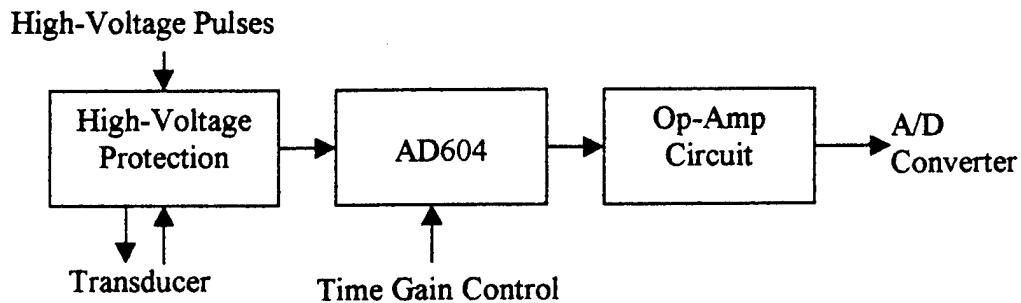 High-Voltage Pulses
High-Voltage
Protection
AD604
Op-Amp
Circuit
A/D
Converter
Transducer
Time Gain Control